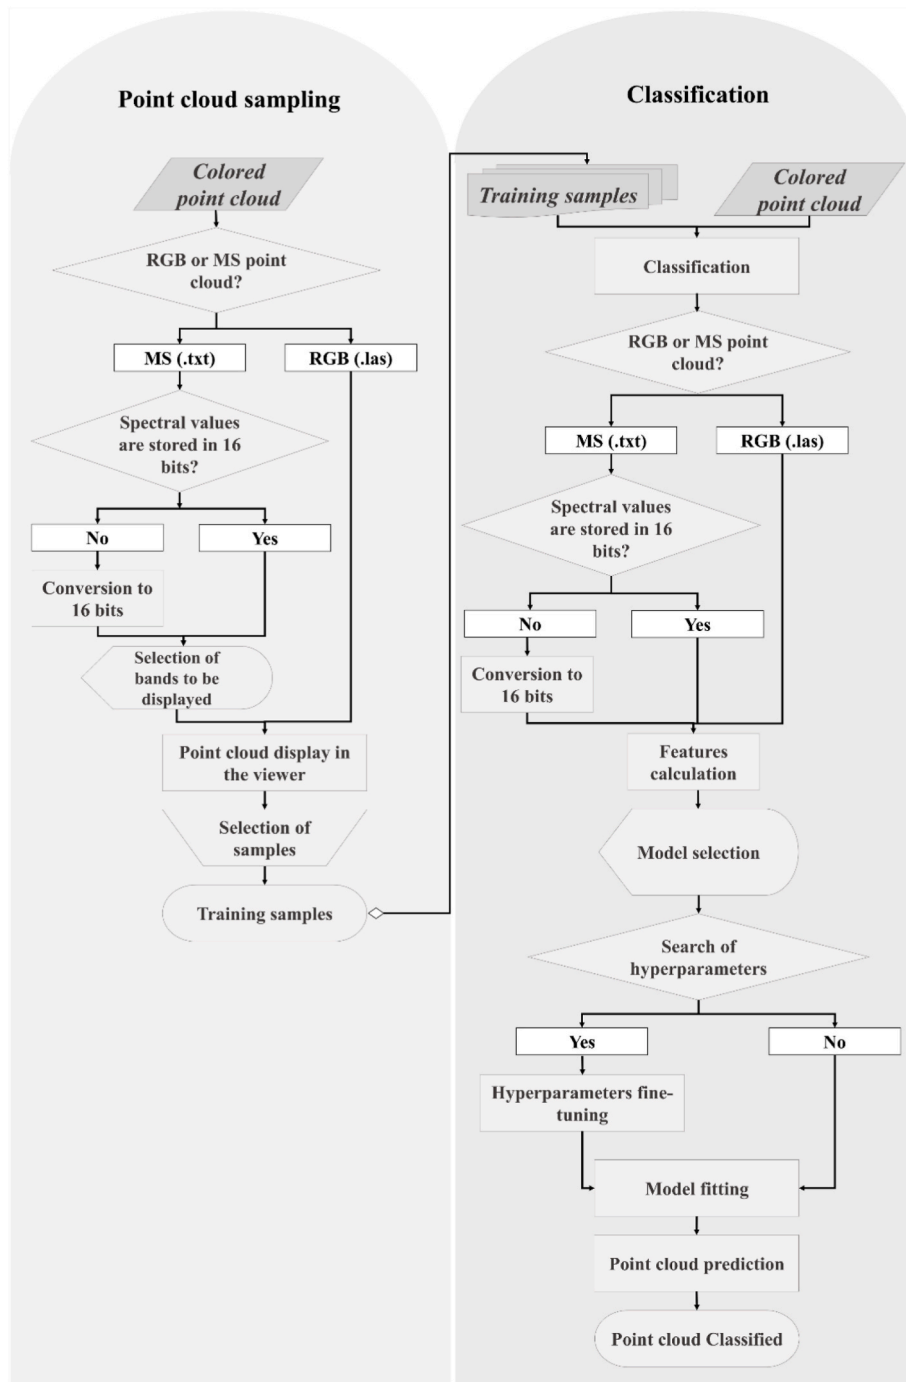 Point cloud sampling
Colored
point cloud
RGB or MS point
cloud?
MS (.txt)
RGB (.las)
Spectral values
are stored in 16
bits?
No
Yes
Conversion to
16 bits
Selection of
bands to be
displayed
Point cloud display in
the viewer
Selection of
samples
Training samples
Classification
Training samples
Colored
point cloud
Classification
RGB or MS point
cloud?
MS (.txt)
RGB (.las)
Spectral values
are stored in 16
bits?
No
Yes
Conversion to
16 bits
Features
calculation
Model selection
Search of
hyperparameters
Yes
No
Hyperparameters fine-
tuning
Model fitting
Point cloud prediction
Point cloud Classified